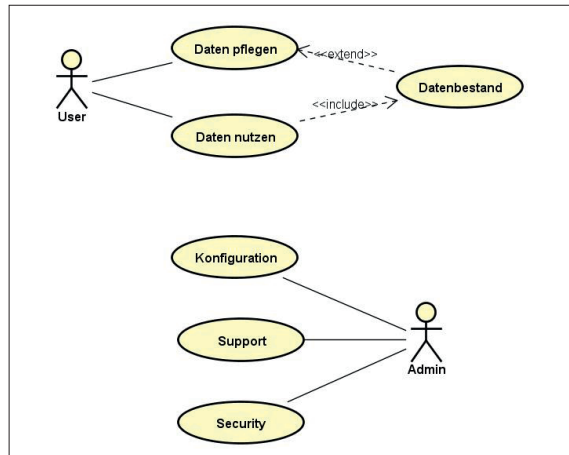 Daten pflegen
<<extend>>
Datenbestand
User
<<include>>
Daten nutzen
Konfiguration
Support
Admin
Security